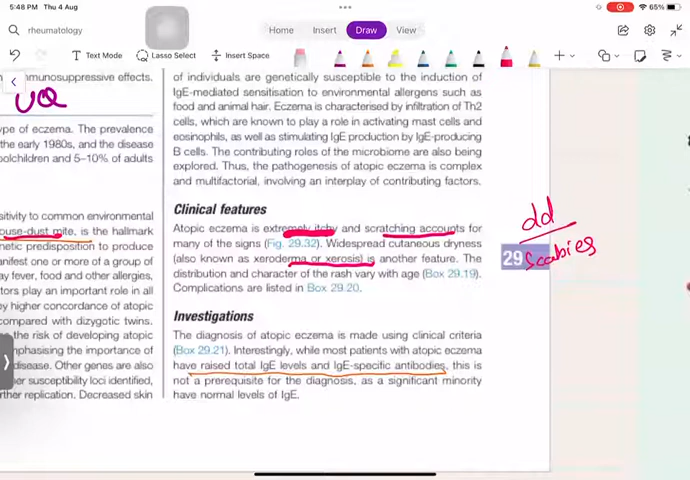 5:48 PM Thu 4 Aug
65%
rheumatology
Home
Insert
Draw
View
Text Mode
Lasso Select
Insert Space
mmunosuppressive effects.
ype of eczema. The prevalence
the early 1980s, and the disease
oolchildren and 5–10% of adults
sitivity to common environmental
ouse-dust mite, is the hallmark
netic predisposition to produce
anifest one or more of a group of
ay fever, food and other allergies,
ctors play an important role in all
y higher concordance of atopic
compared with dizygotic twins.
the risk of developing atopic
mphasising the importance of
disease. Other genes are also
er susceptibility loci identified,
rther replication. Decreased skin
of individuals are genetically susceptible to the induction of
IgE-mediated sensitisation to environmental allergens such as
food and animal hair. Eczema is characterised by infiltration of Th2
cells, which are known to play a role in activating mast cells and
eosinophils, as well as stimulating IgE production by IgE-producing
B cells. The contributing roles of the microbiome are also being
explored. Thus, the pathogenesis of atopic eczema is complex
and multifactorial, involving an interplay of contributing factors.
Clinical features
Atopic eczema is extremely itchy and scratching accounts for
many of the signs (Fig. 29.32). Widespread cutaneous dryness
(also known as xeroderma or xerosis) is another feature. The
distribution and character of the rash vary with age (Box 29.19).
Complications are listed in Box 29.20.
Investigations
The diagnosis of atopic eczema is made using clinical criteria
(Box 29.21). Interestingly, while most patients with atopic eczema
have raised total IgE levels and IgE-specific antibodies, this is
not a prerequisite for the diagnosis, as a significant minority
have normal levels of IgE.
dd
29
Scabies